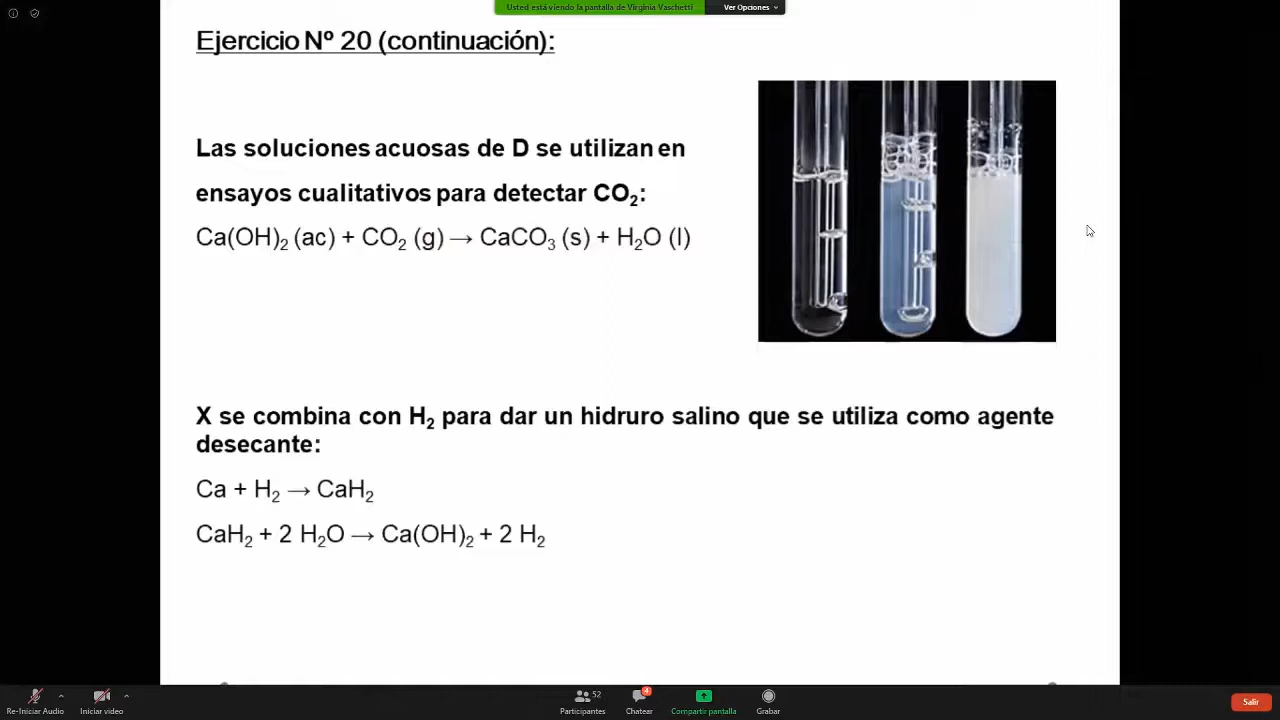 Usted está viendo la pantalla de Virginia Vaschetti
Ver Opciones
Ejercicio Nº 20 (continuación):
Las soluciones acuosas de D se utilizan en
ensayos cualitativos para detectar CO₂:
Ca(OH)₂ (ac) + CO₂ (g) → CaCO₃ (s) + H₂O (l)
X se combina con H₂ para dar un hidruro salino que se utiliza como agente
desecante:
Ca + H₂ → CaH₂
CaH₂ + 2 H₂O → Ca(OH)₂ + 2 H₂
Re-Iniciar Audio
Iniciar video
52
Participantes
4
Chatear
Compartir pantalla
Grabar
Salir